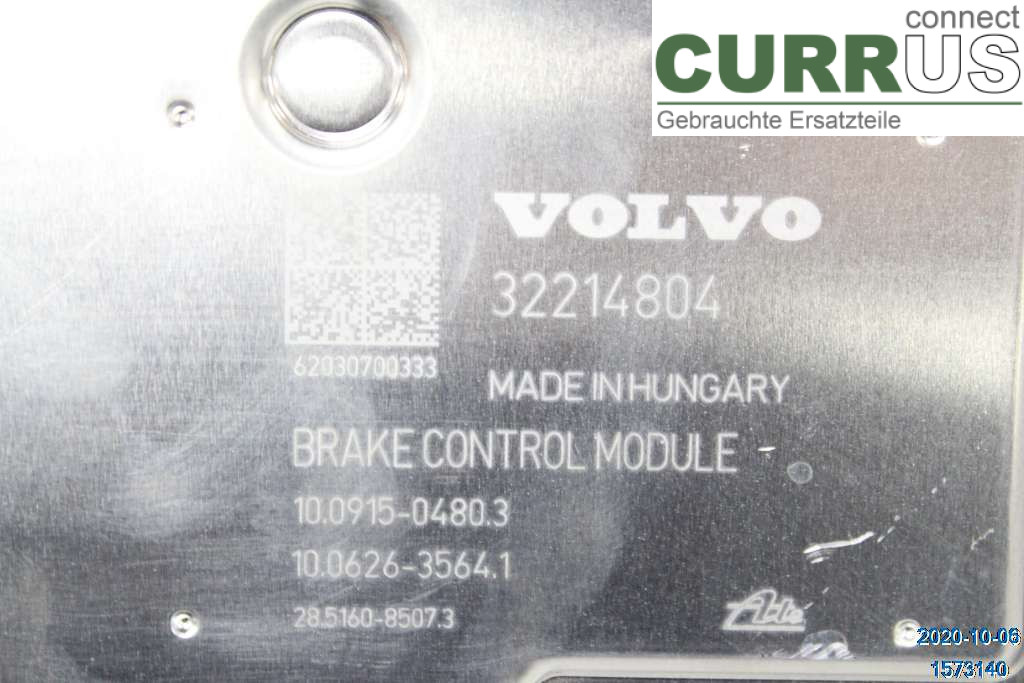 connect
CURRUS
Gebrauchte Ersatzteile
VOLVO
32214804
62030700333
MADE IN HUNGARY
BRAKE CONTROL MODULE
10.0915-0480.3
10.0626-3564.1
28.5160-8507.3
Ate
2020-10-06
1573140